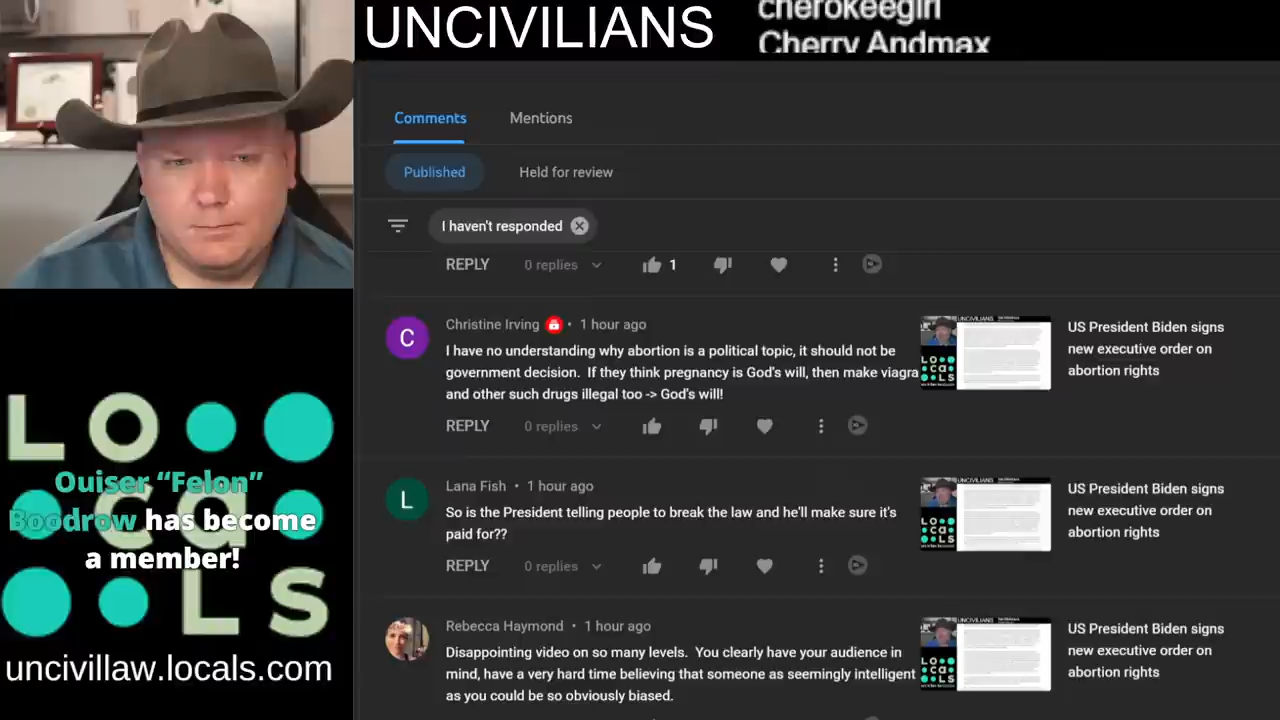 UNCIVILIANS
cherokeegirl
Cherry Andmax
Comments
Mentions
Published
Held for review
I haven't responded
REPLY
0 replies
1
C
Christine Irving • 1 hour ago
I have no understanding why abortion is a political topic, it should not be
government decision. If they think pregnancy is God's will, then make viagra
and other such drugs illegal too -> God's will!
REPLY
0 replies
US President Biden signs
new executive order on
abortion rights
L
Lana Fish • 1 hour ago
So is the President telling people to break the law and he'll make sure it's
paid for??
REPLY
0 replies
US President Biden signs
new executive order on
abortion rights
Rebecca Haymond • 1 hour ago
Disappointing video on so many levels. You clearly have your audience in
mind, have a very hard time believing that someone as seemingly intelligent
as you could be so obviously biased.
US President Biden signs
new executive order on
abortion rights
LO
ca
LS
Ouiser “Felon”
Boodrow has become
a member!
uncivillaw.locals.com